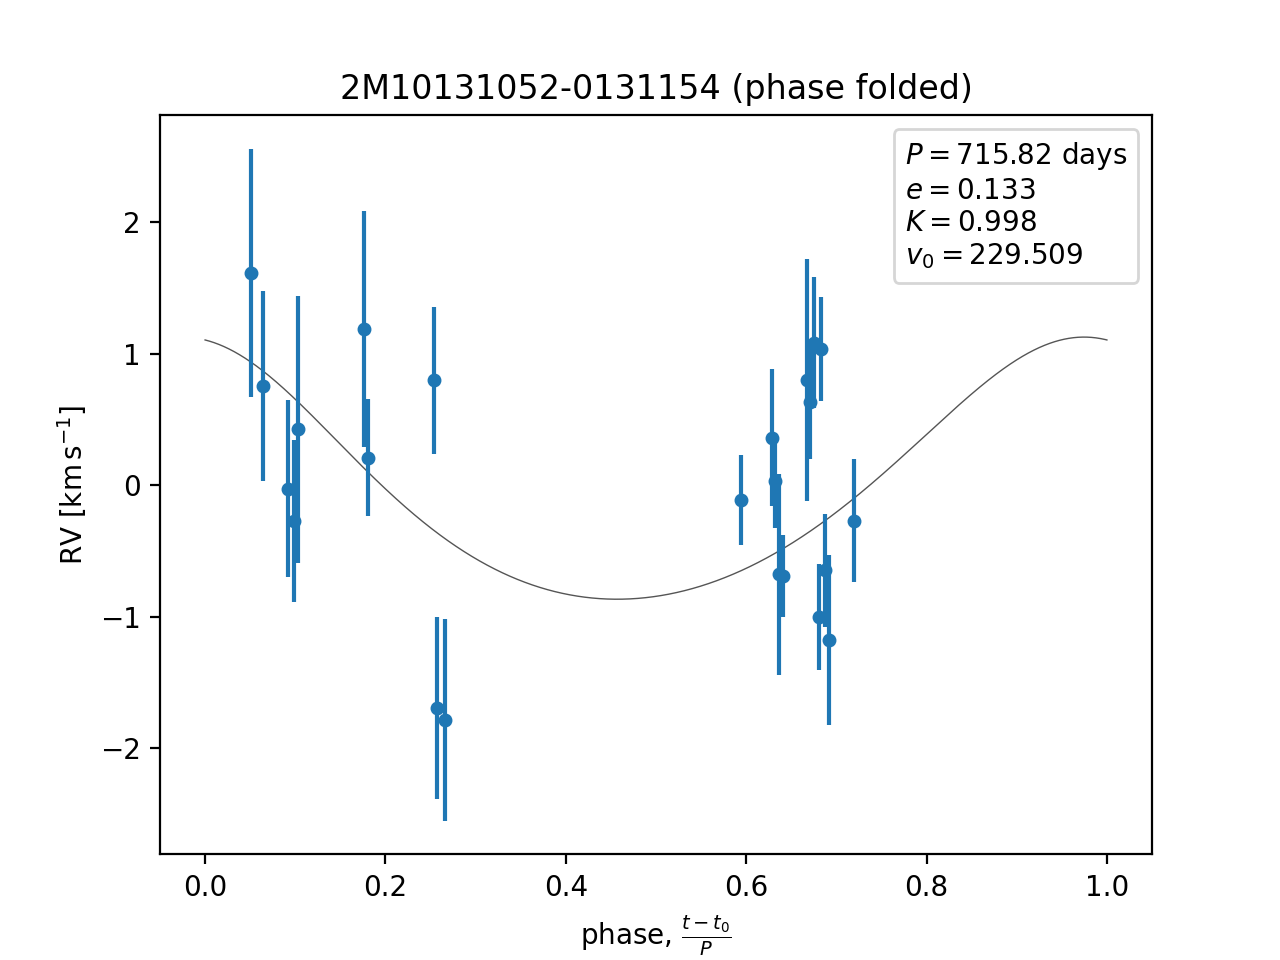 2M10131052-0131154 (phase folded)
P = 715.82 days
e = 0.133
K = 0.998
v₀ = 229.509
RV [km s⁻¹]
2
1
0
−1
−2
0.0 0.2 0.4 0.6 0.8 1.0
phase, (t − t₀)/P